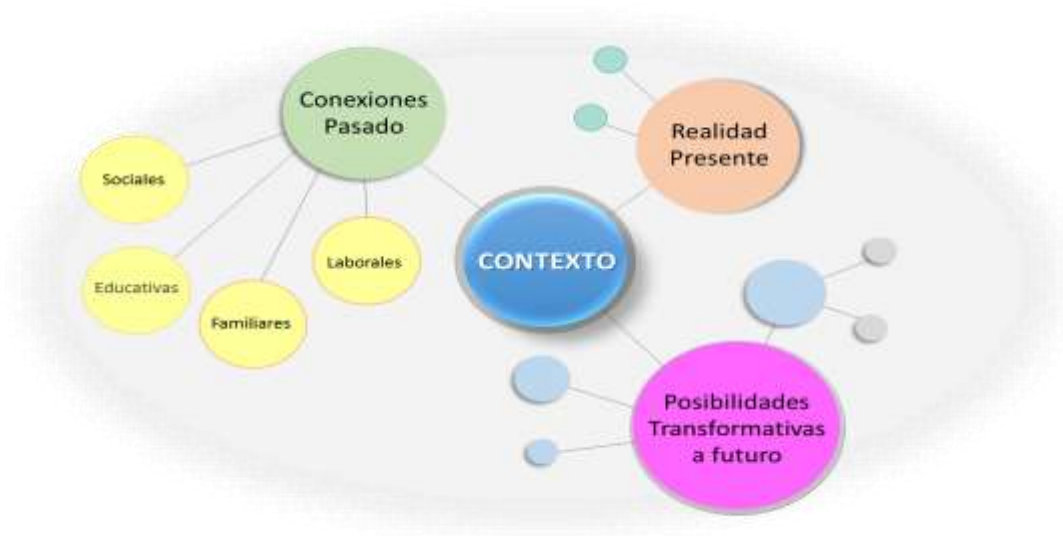 Conexiones
Pasado
Realidad
Presente
Sociales
Educativas
Familiares
Laborales
CONTEXTO
Posibilidades
Transformativas
a futuro